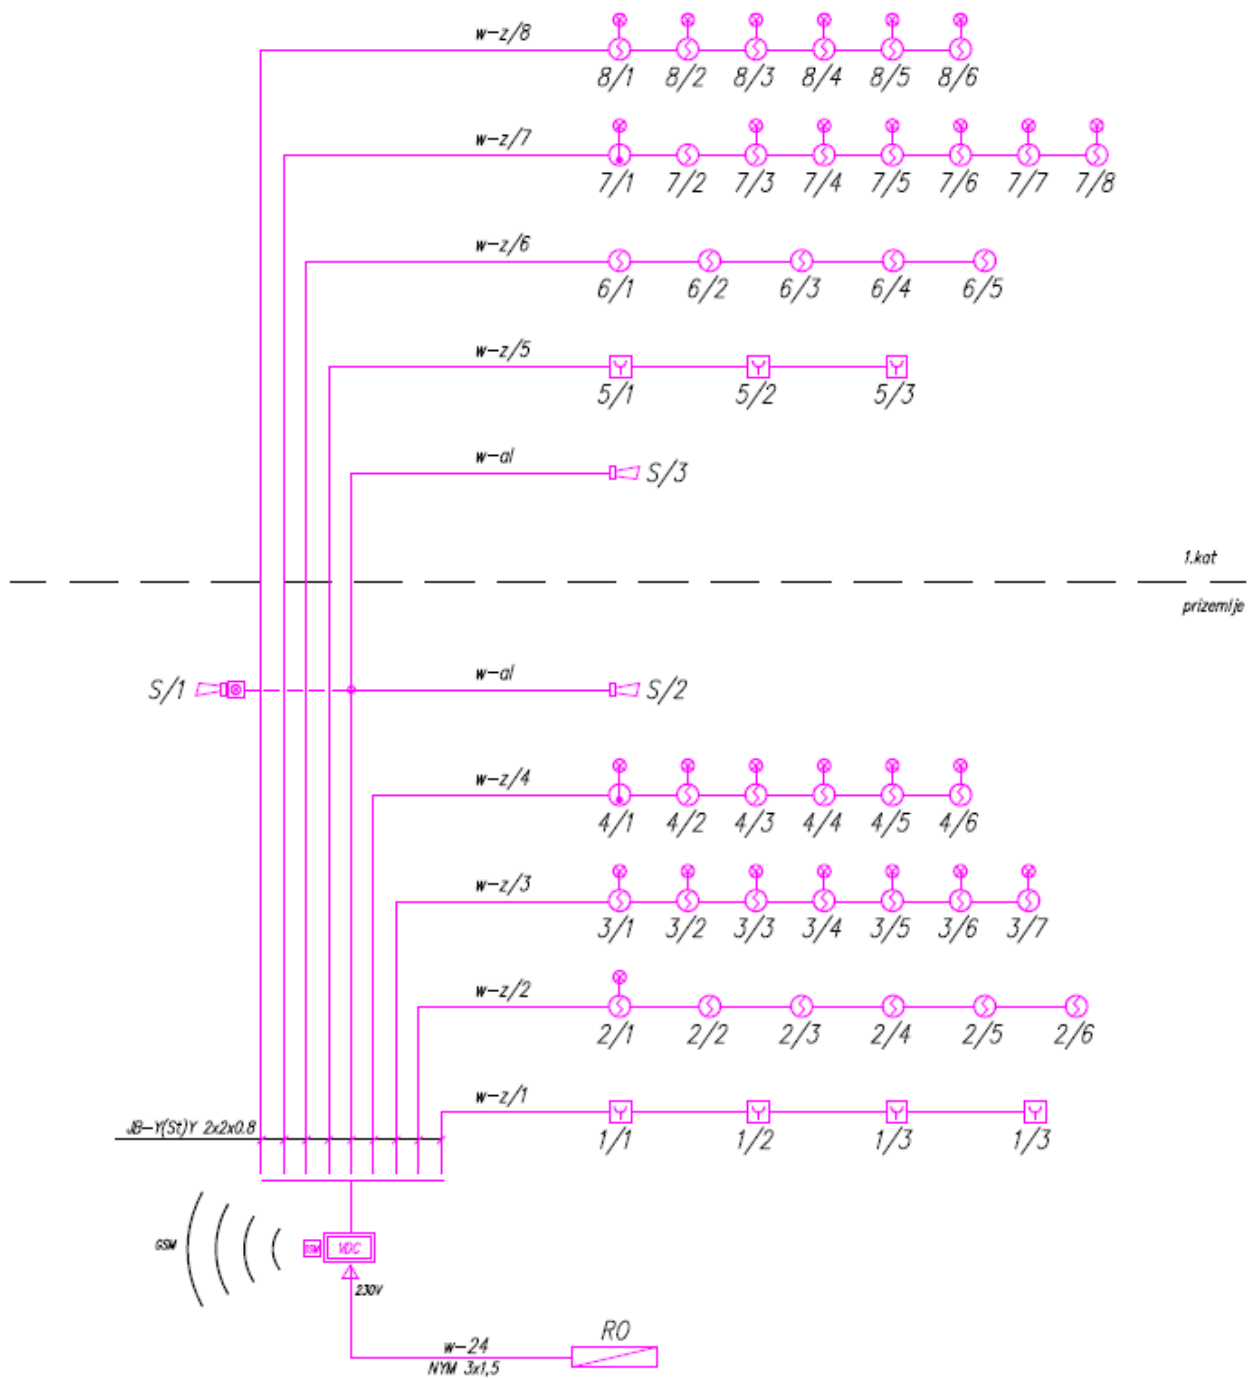 w-z/8
8/1 8/2 8/3 8/4 8/5 8/6
w-z/7
7/1 7/2 7/3 7/4 7/5 7/6 7/7 7/8
w-z/6
6/1 6/2 6/3 6/4 6/5
w-z/5
5/1 5/2 5/3
w-al
S/3
1.kat
prizemlje
w-al
S/1
S/2
w-z/4
4/1 4/2 4/3 4/4 4/5 4/6
w-z/3
3/1 3/2 3/3 3/4 3/5 3/6 3/7
w-z/2
2/1 2/2 2/3 2/4 2/5 2/6
w-z/1
1/1 1/2 1/3 1/3
JB-Y(St)Y 2x2x0.8
GSM
GSM
VDC
230V
RO
w-24
NYM 3x1,5